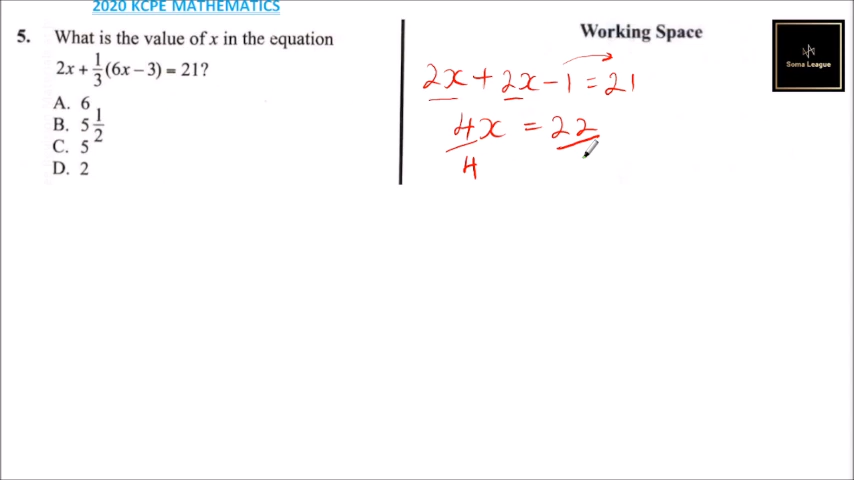 2020 KCPE MATHEMATICS
5. What is the value of x in the equation
2x + 1/3 (6x − 3) = 21?
A. 6
B. 5 1/2
C. 5
D. 2
Working Space
2x + 2x − 1 = 21
4x = 22
4
Soma League